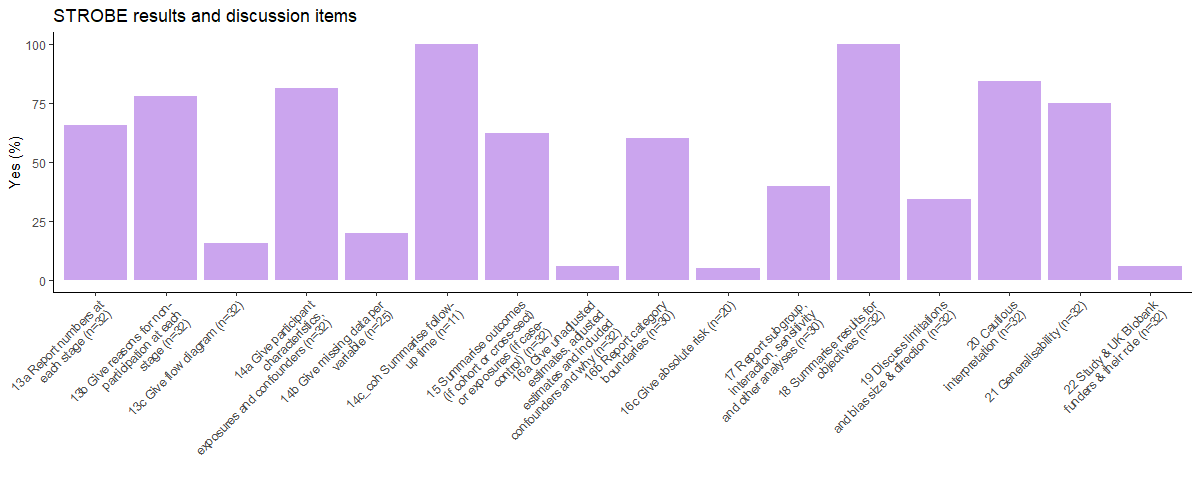 STROBE results and discussion items
Yes (%)
100
75
50
25
0
13a Report numbers at
each stage (n=32)
13b Give reasons for non-
participation at each
stage (n=32)
13c Give flow diagram (n=32)
14a Give participant
characteristics,
exposures and confounders (n=32)
14b Give missing data per
variable (n=25)
14c_coh Summarise follow-
up time (n=11)
15 Summarise outcomes
(if cohort or cross-sect)
or exposures (if case-
control) (n=32)
16a Give unadjusted
estimates, adjusted
estimates and included
confounders and why (n=32)
16b Report category
boundaries (n=30)
16c Give absolute risk (n=20)
17 Report subgroup,
interaction, sensitivity
and other analyses (n=30)
18 Summarise results for
objectives (n=32)
19 Discuss limitations
and bias size & direction (n=32)
20 Cautious
interpretation (n=32)
21 Generalisability (n=32)
22 Study & UK Biobank
funders & their role (n=32)